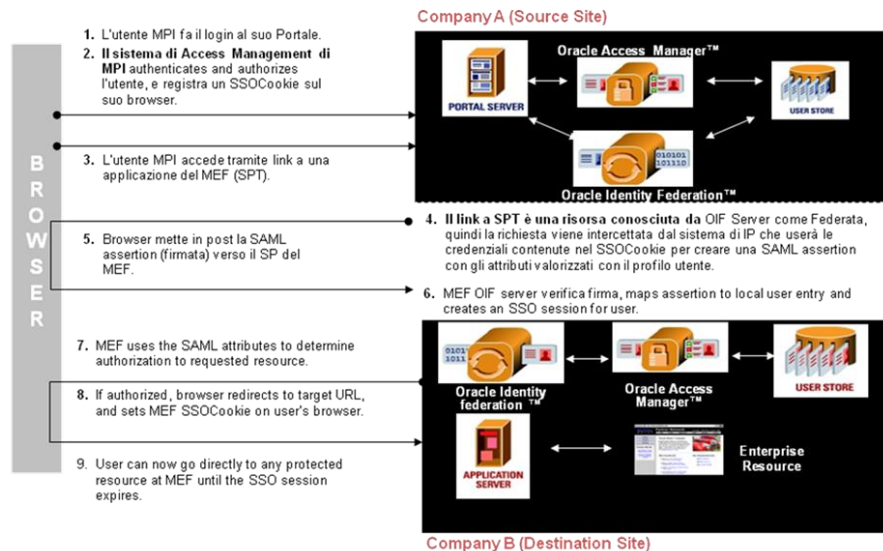 Company A (Source Site)
1. L'utente MPI fa il login al suo Portale.
2. Il sistema di Access Management di
MPI authenticates and authorizes
l'utente, e registra un SSOCookie sul
suo browser.
Oracle Access Manager™
PORTAL SERVER
USER STORE
3. L'utente MPI accede tramite link a una
applicazione del MEF (SPT).
010101
101110
Oracle Identity Federation™
BROWSER
4. Il link a SPT è una risorsa conosciuta da OIF Server come Federata,
quindi la richiesta viene intercettata dal sistema di IP che userà le
credenziali contenute nel SSOCookie per creare una SAML assertion
con gli attributi valorizzati con il profilo utente.
5. Browser mette in post la SAML
assertion (firmata) verso il SP del
MEF.
6. MEF OIF server verifica firma, maps assertion to local user entry and
creates an SSO session for user.
7. MEF uses the SAML attributes to determine
authorization to requested resource.
8. If authorized, browser redirects to target URL,
and sets MEF SSOCookie on user's browser.
Oracle Identity
federation ™
Oracle Access
Manager™
USER STORE
9. User can now go directly to any protected
resource at MEF until the SSO session
expires.
APPLICATION
SERVER
Enterprise
Resource
Company B (Destination Site)